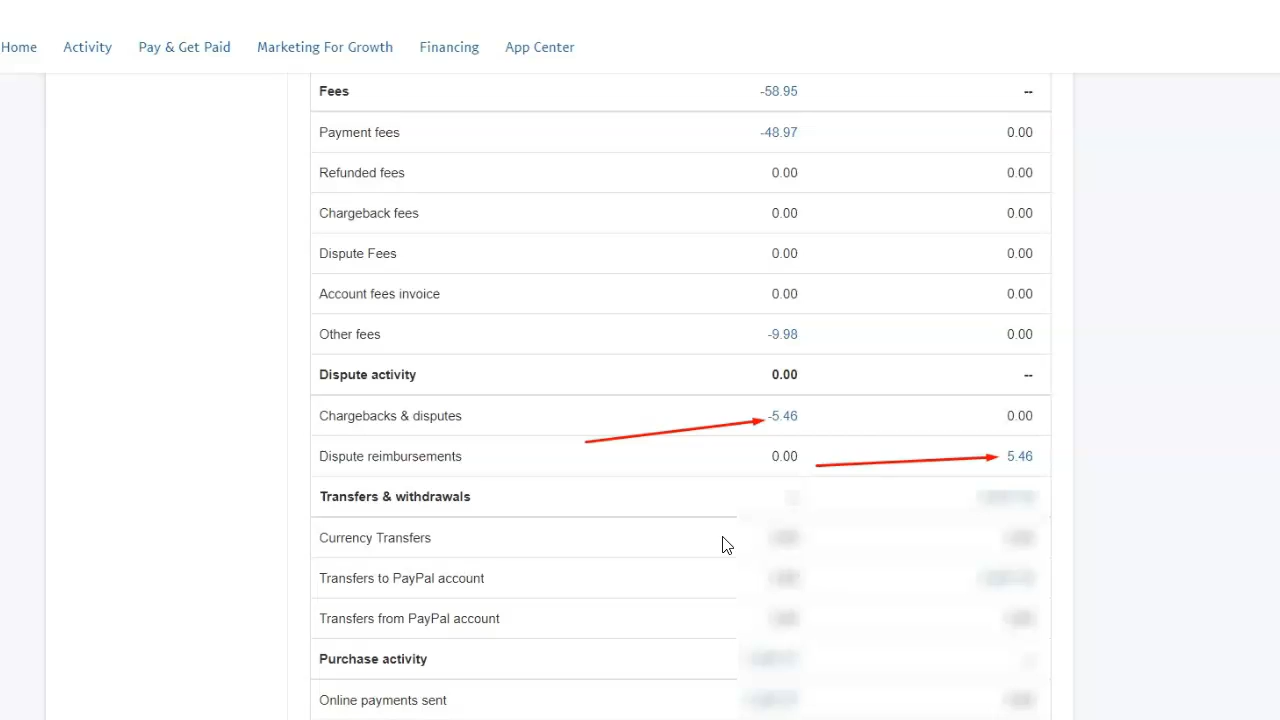 Home Activity Pay & Get Paid Marketing For Growth Financing App Center
Fees -58.95 --
Payment fees -48.97 0.00
Refunded fees 0.00 0.00
Chargeback fees 0.00 0.00
Dispute Fees 0.00 0.00
Account fees invoice 0.00 0.00
Other fees -9.98 0.00
Dispute activity 0.00 --
Chargebacks & disputes -5.46 0.00
Dispute reimbursements 0.00 5.46
Transfers & withdrawals
Currency Transfers
Transfers to PayPal account
Transfers from PayPal account
Purchase activity
Online payments sent